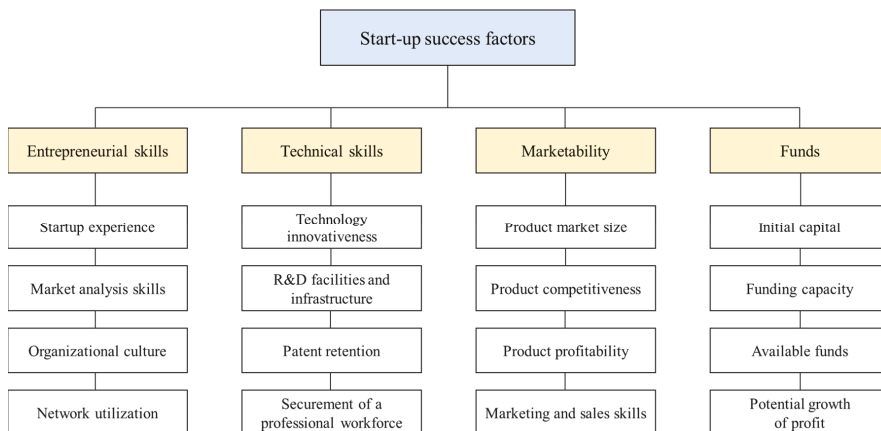 Start-up success factors
Entrepreneurial skills
Technical skills
Marketability
Funds
Startup experience
Technology
innovativeness
Product market size
Initial capital
Market analysis skills
R&D facilities and
infrastructure
Product competitiveness
Funding capacity
Organizational culture
Patent retention
Product profitability
Available funds
Network utilization
Securement of a
professional workforce
Marketing and sales skills
Potential growth
of profit